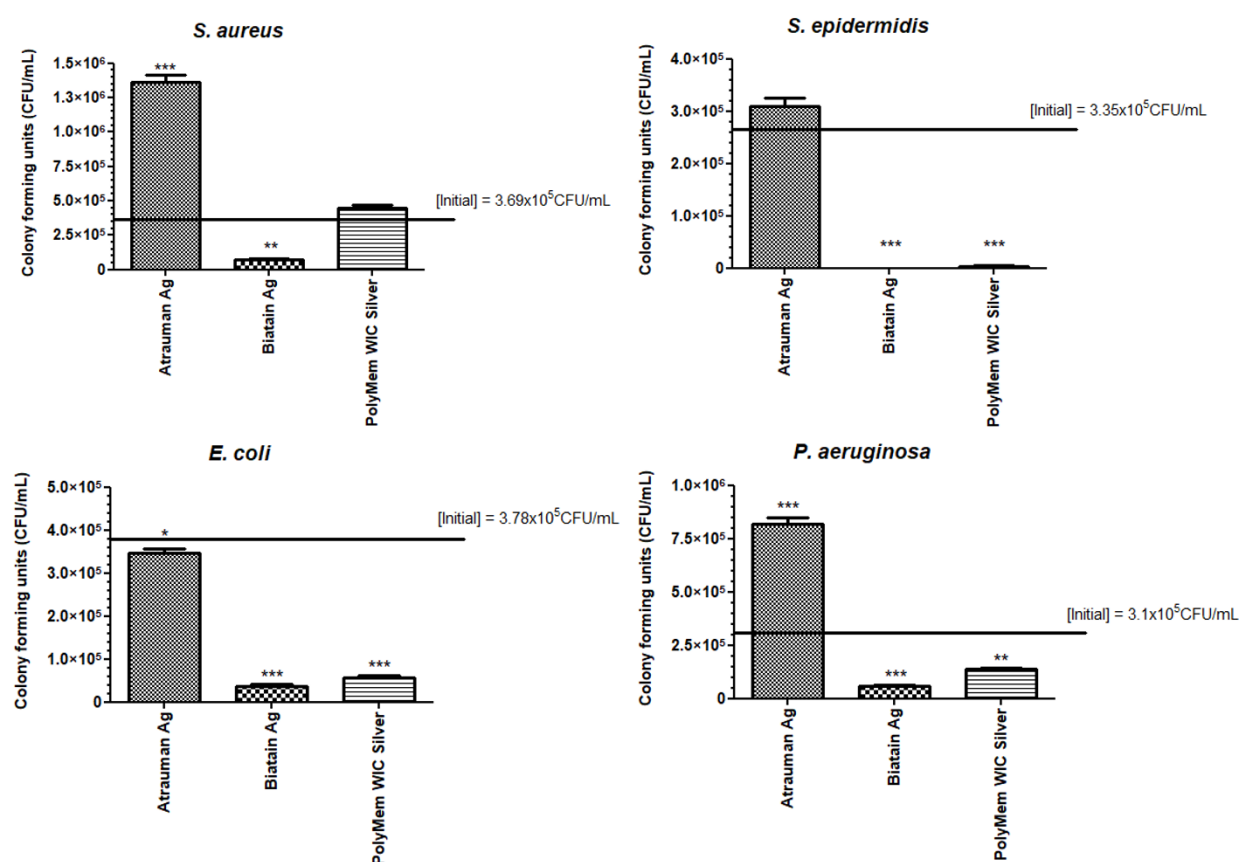 S. aureus
Colony forming units (CFU/mL)
1.5×10⁶
1.3×10⁶
1.0×10⁶
7.5×10⁵
5.0×10⁵
2.5×10⁵
0
***
**
[Initial] = 3.69x10⁵CFU/mL
Atrauman Ag
Biatain Ag
PolyMem WIC Silver
S. epidermidis
Colony forming units (CFU/mL)
4.0×10⁵
3.0×10⁵
2.0×10⁵
1.0×10⁵
0
***
***
[Initial] = 3.35x10⁵CFU/mL
Atrauman Ag
Biatain Ag
PolyMem WIC Silver
E. coli
Colony forming units (CFU/mL)
5.0×10⁵
4.0×10⁵
3.0×10⁵
2.0×10⁵
1.0×10⁵
0
*
***
***
[Initial] = 3.78x10⁵CFU/mL
Atrauman Ag
Biatain Ag
PolyMem WIC Silver
P. aeruginosa
Colony forming units (CFU/mL)
1.0×10⁶
7.5×10⁵
5.0×10⁵
2.5×10⁵
0
***
***
**
[Initial] = 3.1x10⁵CFU/mL
Atrauman Ag
Biatain Ag
PolyMem WIC Silver